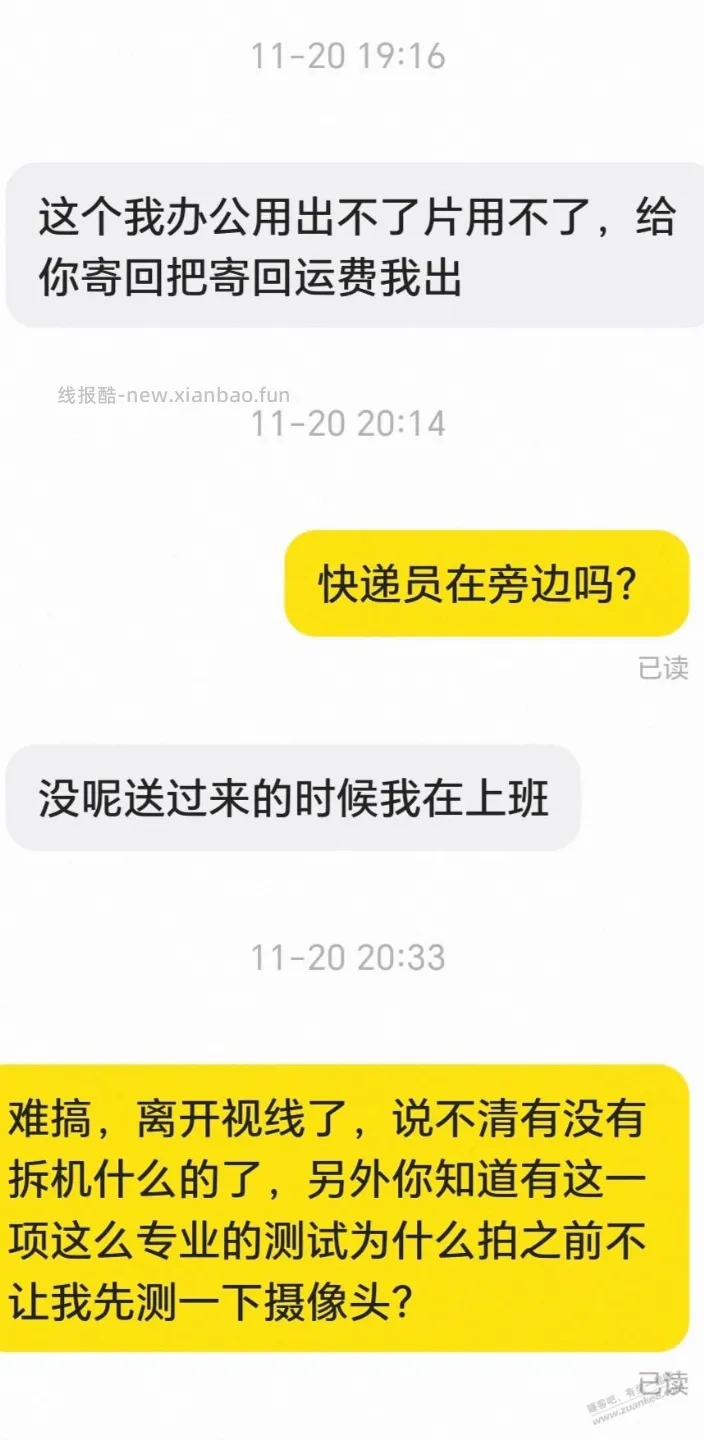 11-20 19:16
这个我办公用出不了片用不了，给
你寄回把寄回运费我出
线报酷-new.xianbao.fun
11-20 20:14
快递员在旁边吗？
已读
没呢送过来的时候我在上班
11-20 20:33
难搞，离开视线了，说不清有没有
拆机什么的了，另外你知道有这一
项这么专业的测试为什么拍之前不
让我先测一下摄像头？
已读